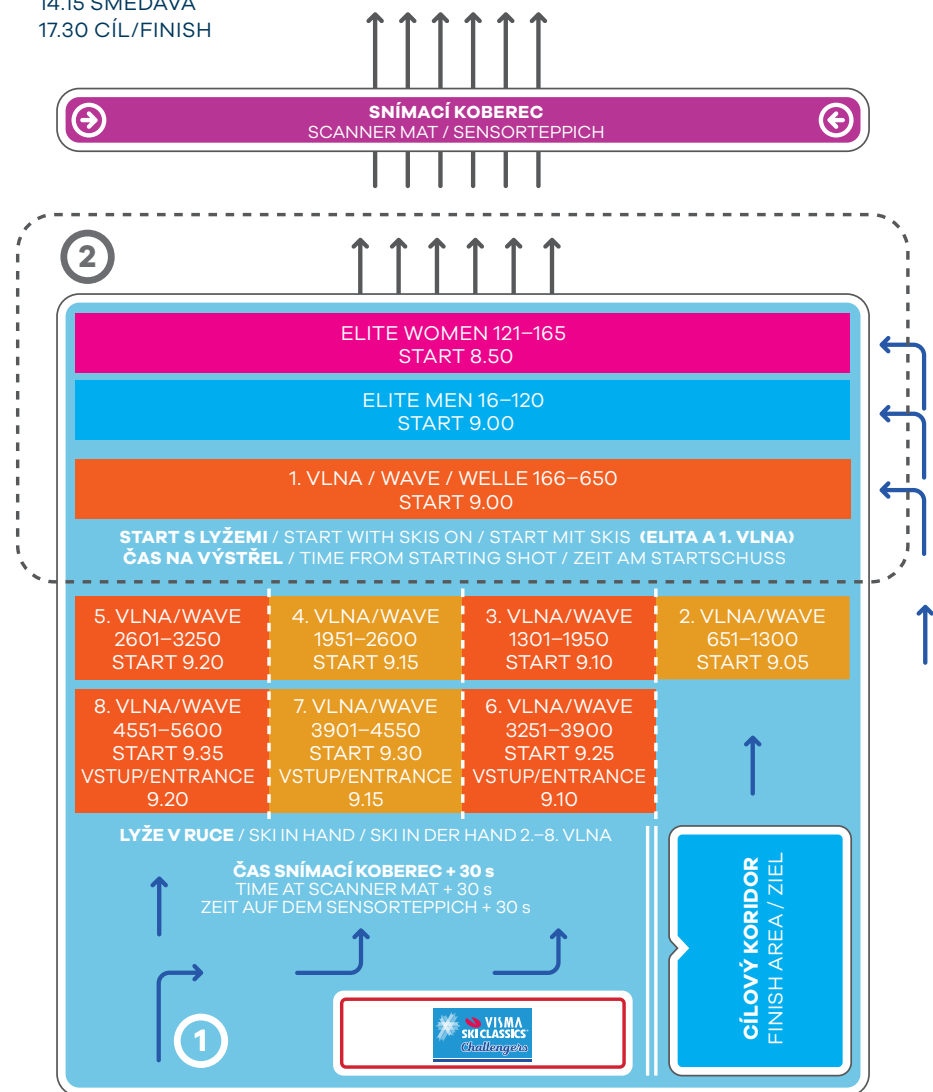 14.15 SMĚDAVA
17.30 CÍL/FINISH
SNÍMACÍ KOBEREC
SCANNER MAT / SENSORTEPPICH
2
ELITE WOMEN 121–165
START 8.50
ELITE MEN 16–120
START 9.00
1. VLNA / WAVE / WELLE 166–650
START 9.00
START S LYŽEMI / START WITH SKIS ON / START MIT SKIS (ELITA A 1. VLNA)
ČAS NA VÝSTŘEL / TIME FROM STARTING SHOT / ZEIT AM STARTSCHUSS
5. VLNA/WAVE
2601–3250
START 9.20
4. VLNA/WAVE
1951–2600
START 9.15
3. VLNA/WAVE
1301–1950
START 9.10
2. VLNA/WAVE
651–1300
START 9.05
8. VLNA/WAVE
4551–5600
START 9.35
VSTUP/ENTRANCE
9.20
7. VLNA/WAVE
3901–4550
START 9.30
VSTUP/ENTRANCE
9.15
6. VLNA/WAVE
3251–3900
START 9.25
VSTUP/ENTRANCE
9.10
LYŽE V RUCE / SKI IN HAND / SKI IN DER HAND 2.–8. VLNA
ČAS SNÍMACÍ KOBEREC + 30 s
TIME AT SCANNER MAT + 30 s
ZEIT AUF DEM SENSORTEPPICH + 30 s
CÍLOVÝ KORIDOR
FINISH AREA / ZIEL
1
VISMA
SKI CLASSICS
Challengers